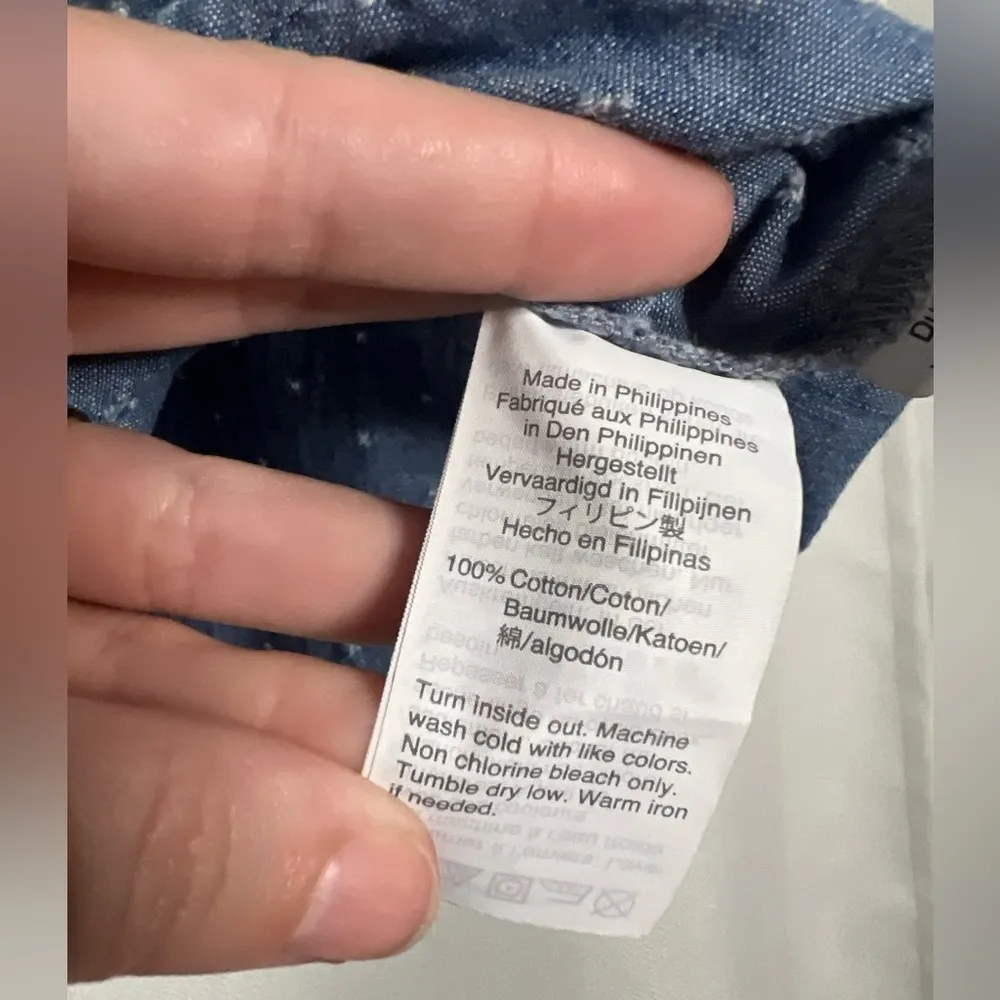 Made in Philippines
Fabriqué aux Philippines
in Den Philippinen
Hergestellt
Vervaardigd in Filipijnen
フィリピン製
Hecho en Filipinas
100% Cotton/Coton/
Baumwolle/Katoen/
綿/algodón
Turn inside out. Machine
wash cold with like colors.
Non chlorine bleach only.
Tumble dry low. Warm iron
if needed.